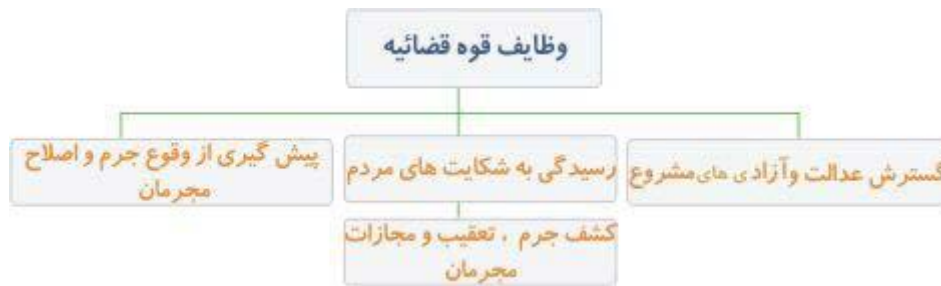 وظایف قوه قضائیه
گسترش عدالت وآزادی های مشروع
رسیدگی به شکایت های مردم
پیش گیری از وقوع جرم و اصلاح
مجرمان
کشف جرم ، تعقیب و مجازات
مجرمان